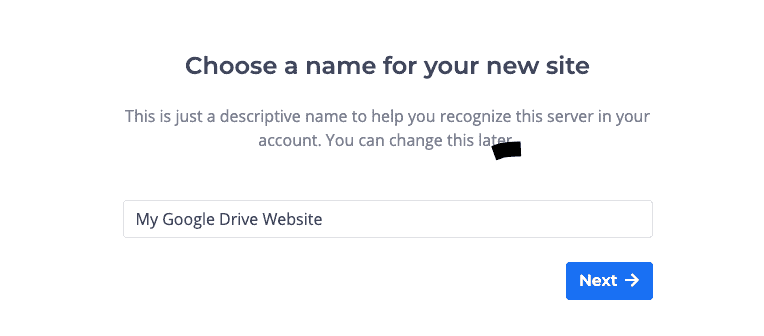 Choose a name for your new site
This is just a descriptive name to help you recognize this server in your
account. You can change this later
My Google Drive Website
Next →